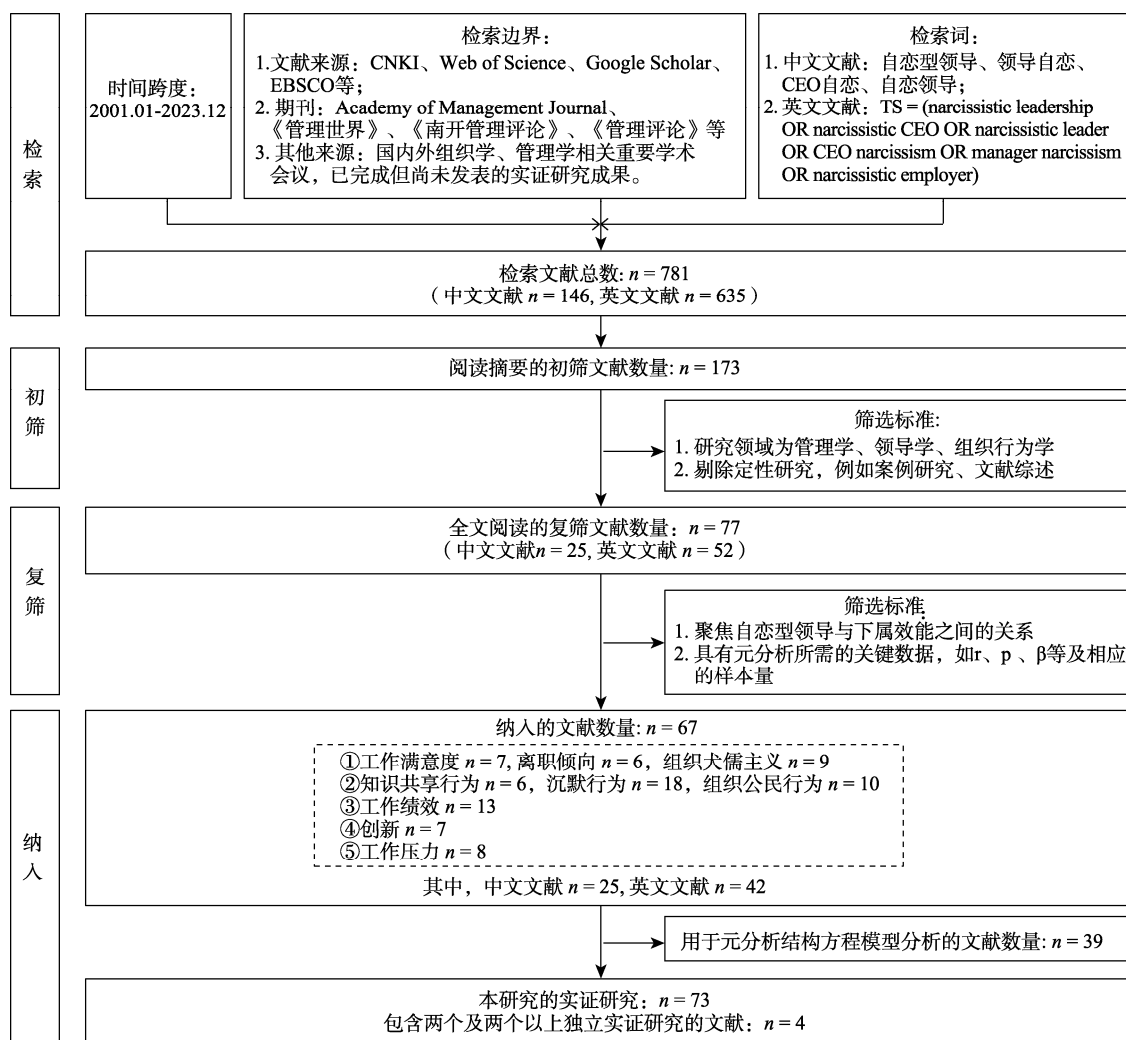 检索
时间跨度：
2001.01-2023.12
检索边界：
1.文献来源：CNKI、Web of Science、Google Scholar、
EBSCO等；
2. 期刊：Academy of Management Journal、
《管理世界》、《南开管理评论》、《管理评论》等
3. 其他来源：国内外组织学、管理学相关重要学术
会议，已完成但尚未发表的实证研究成果。
检索词：
1. 中文文献：自恋型领导、领导自恋、
CEO自恋、自恋领导；
2. 英文文献：TS = (narcissistic leadership
OR narcissistic CEO OR narcissistic leader
OR CEO narcissism OR manager narcissism
OR narcissistic employer)
检索文献总数: n = 781
（中文文献 n = 146, 英文文献 n = 635）
初筛
阅读摘要的初筛文献数量: n = 173
筛选标准:
1. 研究领域为管理学、领导学、组织行为学
2. 剔除定性研究，例如案例研究、文献综述
复筛
全文阅读的复筛文献数量：n = 77
（中文文献n = 25, 英文文献 n = 52）
筛选标准:
1. 聚焦自恋型领导与下属效能之间的关系
2. 具有元分析所需的关键数据，如r、p 、β等及相应
的样本量
纳入
纳入的文献数量: n = 67
①工作满意度 n = 7, 离职倾向 n = 6，组织犬儒主义 n = 9
②知识共享行为 n = 6，沉默行为 n = 18，组织公民行为 n = 10
③工作绩效 n = 13
④创新 n = 7
⑤工作压力 n = 8
其中，中文文献 n = 25, 英文文献 n = 42
用于元分析结构方程模型分析的文献数量: n = 39
本研究的实证研究：n = 73
包含两个及两个以上独立实证研究的文献：n = 4